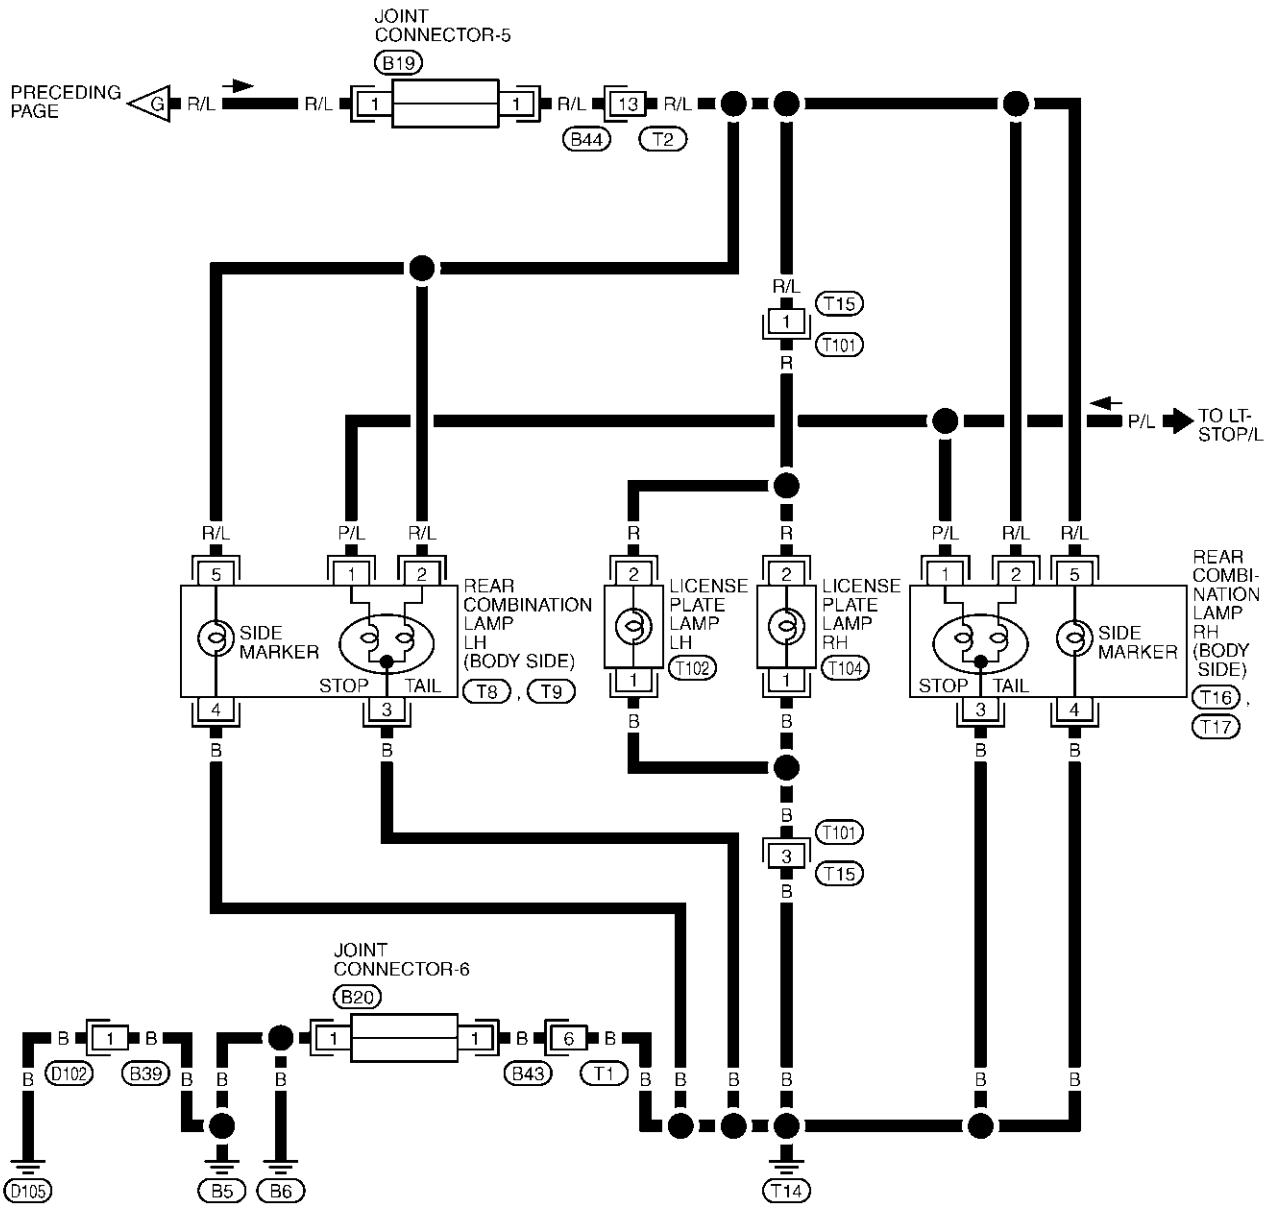 JOINT
CONNECTOR-5
B19
PRECEDING
PAGE
G
R/L
R/L
1
1
R/L
13
R/L
B44
T2
R/L
T15
1
T101
R
P/L
TO LT-
STOP/L
R/L
P/L
R/L
R
R
P/L
R/L
R/L
5
1
2
2
2
1
2
5
SIDE
MARKER
STOP
TAIL
REAR
COMBINATION
LAMP
LH
(BODY SIDE)
T8 , T9
LICENSE
PLATE
LAMP
LH
T102
LICENSE
PLATE
LAMP
RH
T104
STOP
TAIL
SIDE
MARKER
REAR
COMBI-
NATION
LAMP
RH
(BODY
SIDE)
T16 ,
T17
4
3
1
1
3
4
B
B
B
B
B
B
B
T101
3
T15
B
JOINT
CONNECTOR-6
B20
B
1
B
1
1
B
6
B
D102
B39
B43
T1
B
B
B
B
B
B
B
B
B
B
D105
B5
B6
T14